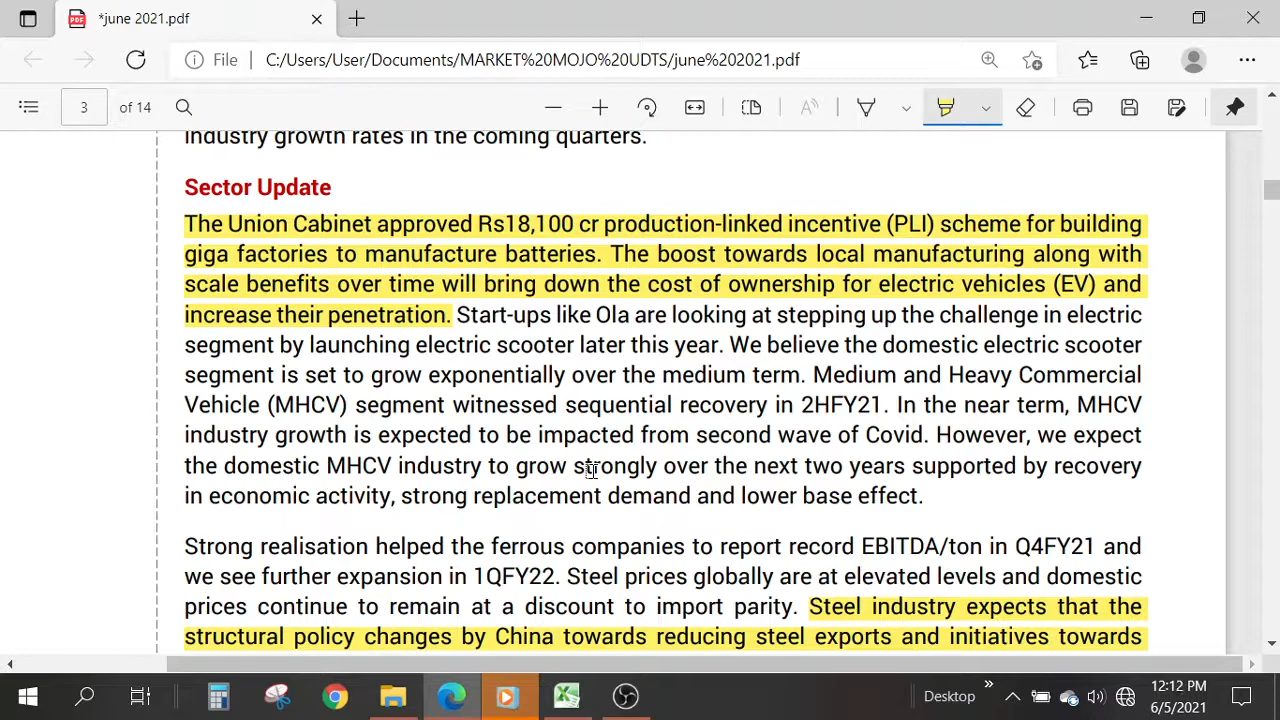 *june 2021.pdf
File C:/Users/User/Documents/MARKET%20MOJO%20UDTS/june%202021.pdf
3 of 14
industry growth rates in the coming quarters.
Sector Update
The Union Cabinet approved Rs18,100 cr production-linked incentive (PLI) scheme for building
giga factories to manufacture batteries. The boost towards local manufacturing along with
scale benefits over time will bring down the cost of ownership for electric vehicles (EV) and
increase their penetration. Start-ups like Ola are looking at stepping up the challenge in electric
segment by launching electric scooter later this year. We believe the domestic electric scooter
segment is set to grow exponentially over the medium term. Medium and Heavy Commercial
Vehicle (MHCV) segment witnessed sequential recovery in 2HFY21. In the near term, MHCV
industry growth is expected to be impacted from second wave of Covid. However, we expect
the domestic MHCV industry to grow strongly over the next two years supported by recovery
in economic activity, strong replacement demand and lower base effect.
Strong realisation helped the ferrous companies to report record EBITDA/ton in Q4FY21 and
we see further expansion in 1QFY22. Steel prices globally are at elevated levels and domestic
prices continue to remain at a discount to import parity. Steel industry expects that the
structural policy changes by China towards reducing steel exports and initiatives towards
Desktop
12:12 PM
6/5/2021